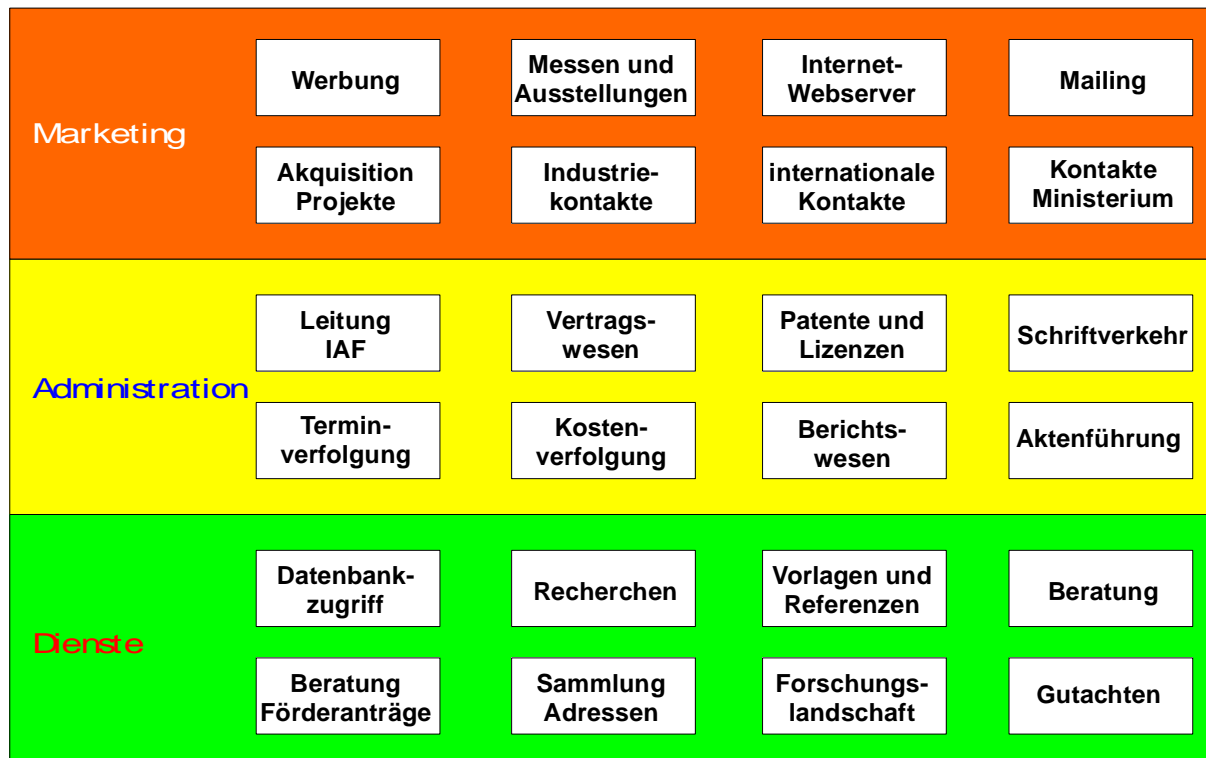 Marketing
Werbung
Messen und
Ausstellungen
Internet-
Webserver
Mailing
Akquisition
Projekte
Industrie-
kontakte
internationale
Kontakte
Kontakte
Ministerium
Administration
Leitung
IAF
Vertrags-
wesen
Patente und
Lizenzen
Schriftverkehr
Termin-
verfolgung
Kosten-
verfolgung
Berichts-
wesen
Aktenführung
Dienste
Datenbank-
zugriff
Recherchen
Vorlagen und
Referenzen
Beratung
Beratung
Förderanträge
Sammlung
Adressen
Forschungs-
landschaft
Gutachten